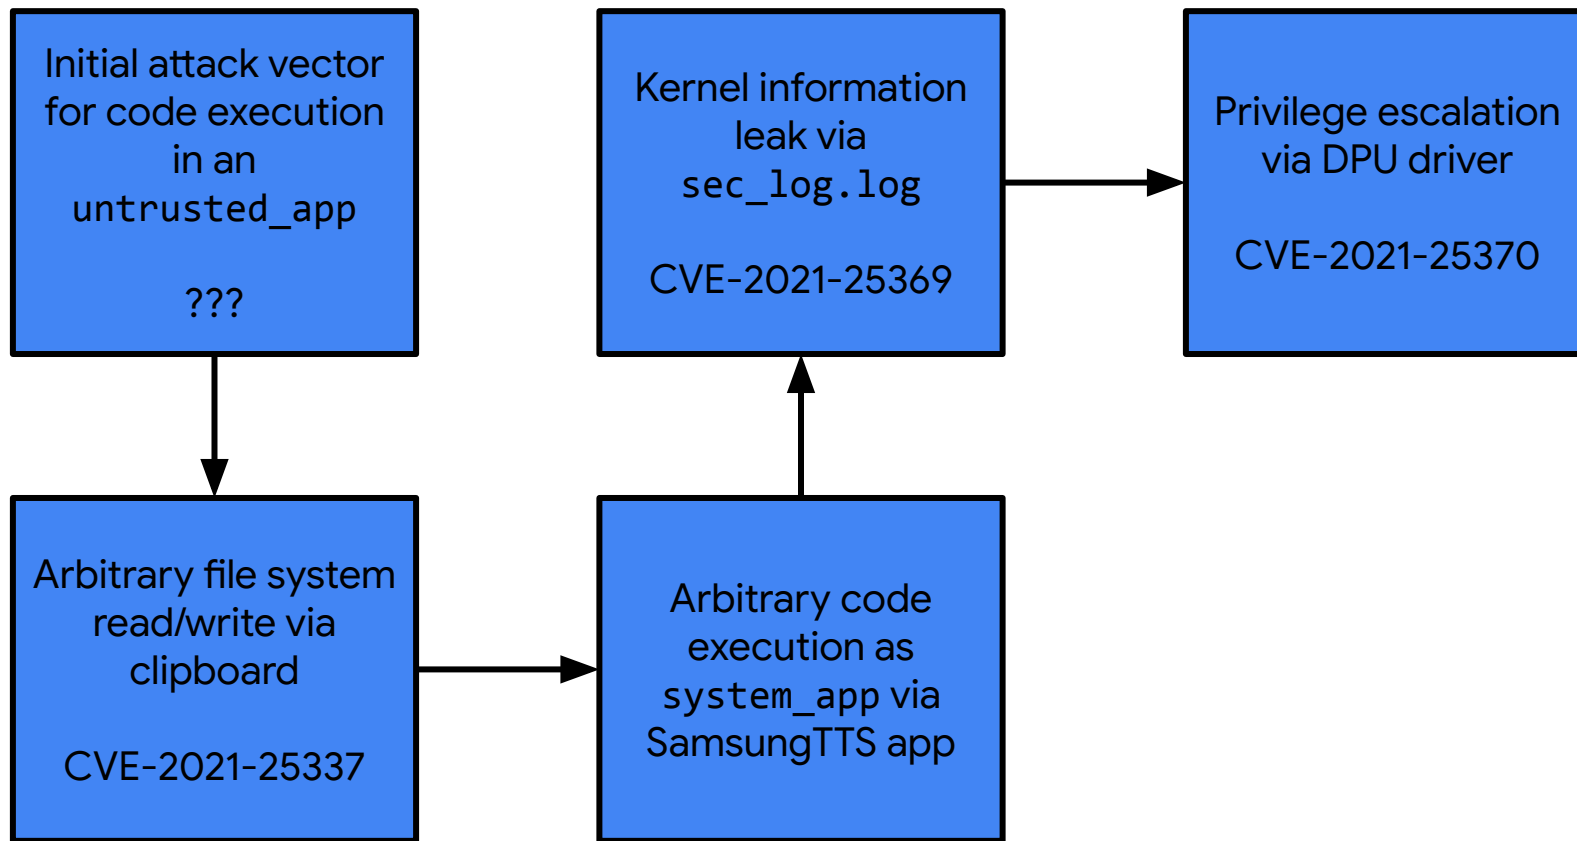 Initial attack vector
for code execution
in an
untrusted_app
???
Arbitrary file system
read/write via
clipboard
CVE-2021-25337
Arbitrary code
execution as
system_app via
SamsungTTS app
Kernel information
leak via
sec_log.log
CVE-2021-25369
Privilege escalation
via DPU driver
CVE-2021-25370